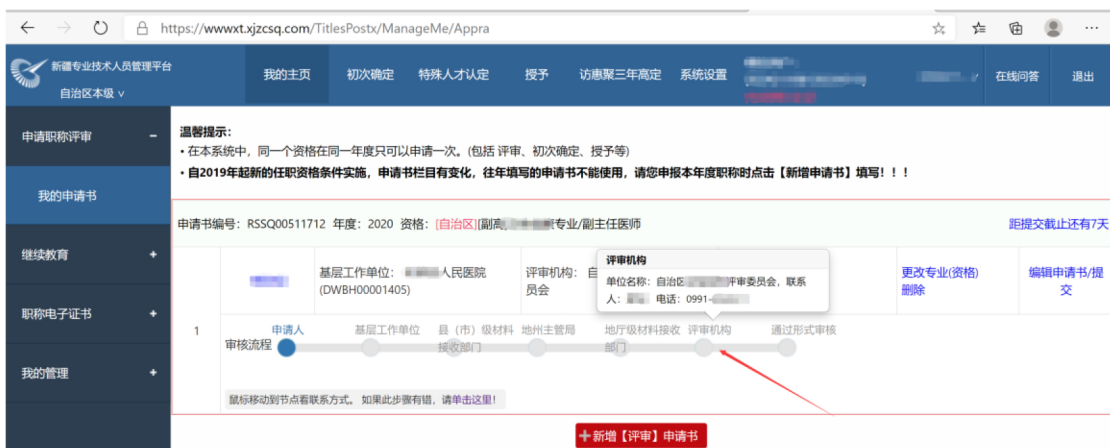 https://wwwxt.xjzcsq.com/TitlesPostx/ManageMe/Appra
新疆专业技术人员管理平台
自治区本级 ∨
我的主页 初次确定 特殊人才认定 授予 访惠聚三年高定 系统设置 在线问答 退出
申请职称评审 −
我的申请书
继续教育 +
职称电子证书 +
我的管理 +
温馨提示:
• 在本系统中，同一个资格在同一年度只可以申请一次。(包括 评审、初次确定、授予等)
• 自2019年起新的任职资格条件实施，申请书栏目有变化，往年填写的申请书不能使用，请您申报本年度职称时点击【新增申请书】填写！！！
申请书编号：RSSQ00511712 年度：2020 资格：[自治区][副高 专业/副主任医师 距提交截止还有7天
1
基层工作单位： 人民医院
(DWBH00001405)
评审机构：自
员会
评审机构
单位名称：自治区 评审委员会，联系
人： 电话：0991-
更改专业(资格)
删除
编辑申请书/提
交
审核流程
申请人
基层工作单位
县（市）级材料
接收部门
地州主管局
地厅级材料接收
部门
评审机构
通过形式审核
鼠标移动到节点看联系方式。 如果此步骤有错，请单击这里!
+新增【评审】申请书